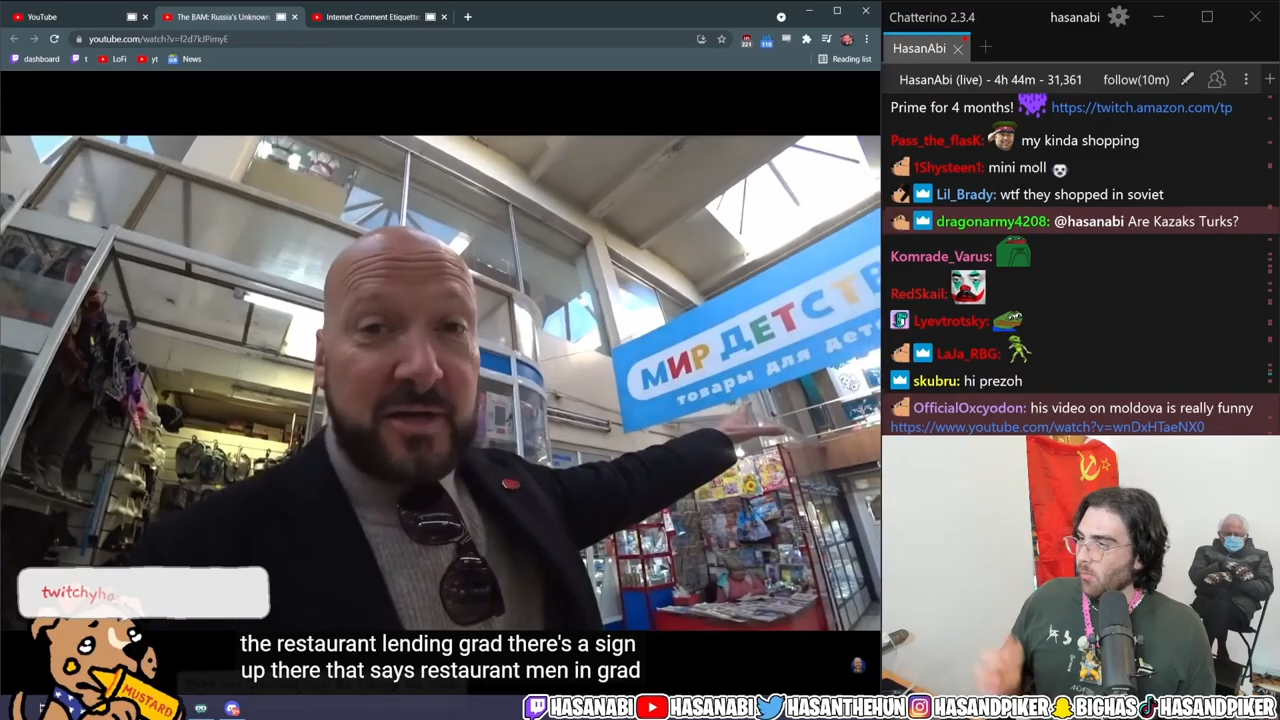 YouTube
The BAM: Russia's Unknown
Internet Comment Etiquette
youtube.com/watch?v=f2d7kJPimyE
221
110
dashboard
t
LoFi
yt
News
Reading list
Chatterino 2.3.4
hasanabi
HasanAbi
HasanAbi (live) - 4h 44m - 31,361
follow(10m)
Prime for 4 months! https://twitch.amazon.com/tp
Pass_the_flasK: my kinda shopping
1Shysteen1: mini moll
Lil_Brady: wtf they shopped in soviet
dragonarmy4208: @hasanabi Are Kazaks Turks?
Komrade_Varus:
RedSkail:
Lyevtrotsky:
LaJa_RBG:
skubru: hi prezoh
OfficialOxcyodon: his video on moldova is really funny
https://www.youtube.com/watch?v=wnDxHTaeNX0
МИР ДЕТСТВ
товары для дете
twitchyha
the restaurant lending grad there's a sign
up there that says restaurant men in grad
MUSTARD
HASANABI
HASANABI
HASANTHEHUN
HASANDPIKER
BIGHAS
HASANDPIKER